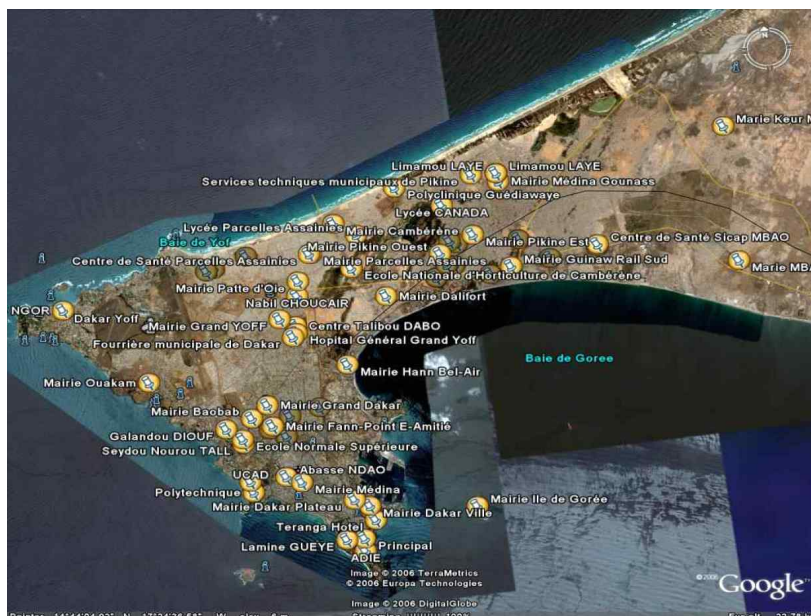 N
Marie Keur M
Limamou LAYE
Limamou LAYE
Services techniques municipaux de Pikine
Mairie Médina Gounass
Polyclinique Guédiawaye
Lycée CANADA
Lycée Parcelles Assainies
Mairie Cambérène
Baie de Yof
Mairie Pikine Ouest
Mairie Pikine Est
Centre de Santé Sicap MBAO
Centre de Santé Parcelles Assainies
Mairie Parcelles Assainies
Mairie Guinaw Rail Sud
Marie MBA
Ecole Nationale d'Horticulture de Cambérène
Mairie Patte d'Oie
Nabil CHOUCAIR
Mairie Dalifort
NGOR
Dakar Yoff
Mairie Grand YOFF
Centre Talibou DABO
Fourrière municipale de Dakar
Hopital Général Grand Yoff
Baie de Goree
Mairie Hann Bel-Air
Mairie Ouakam
Mairie Grand Dakar
Mairie Baobab
Mairie Fann-Point E-Amitié
Galandou DIOUF
Seydou Nourou TALL
Ecole Normale Supérieure
UCAD
Abasse NDAO
Polytechnique
Mairie Médina
Mairie Ile de Gorée
Mairie Dakar Plateau
Mairie Dakar Ville
Teranga Hotel
Lamine GUEYE
Principal
ADIE
Image © 2006 TerraMetrics
© 2006 Europa Technologies
© 2006 Google
Image © 2006 DigitalGlobe